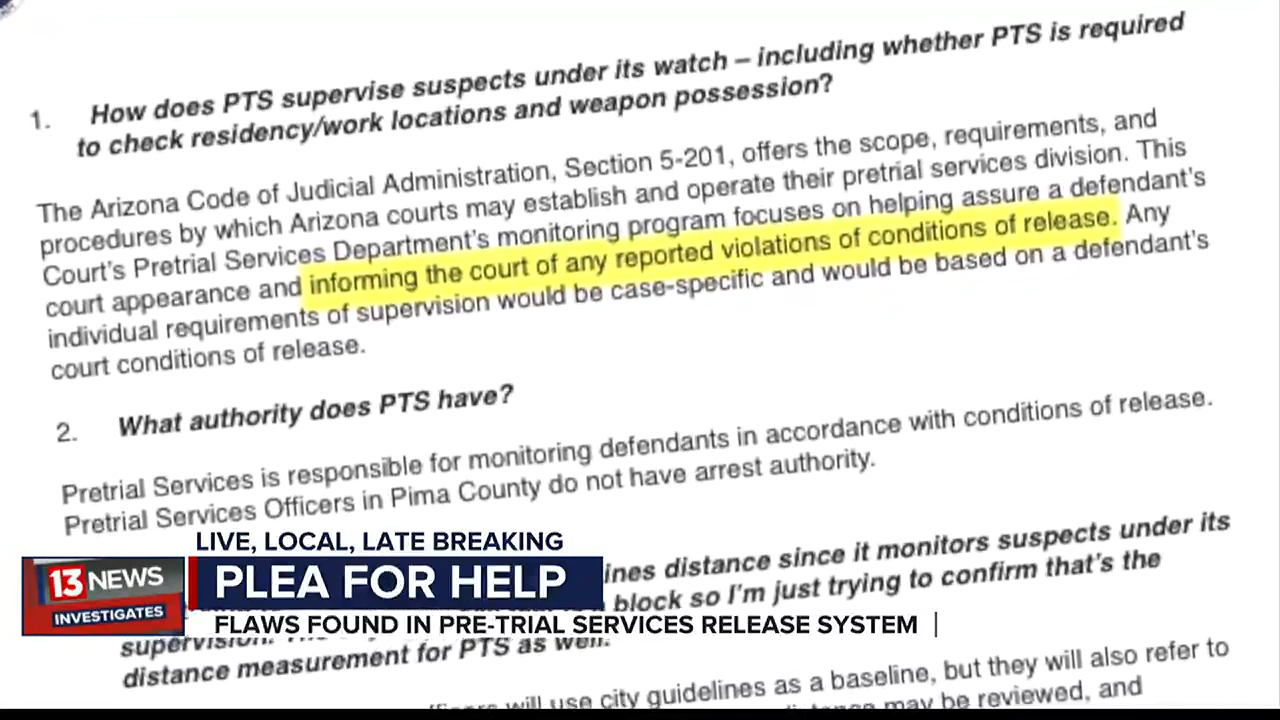 1. How does PTS supervise suspects under its watch – including whether PTS is required
to check residency/work locations and weapon possession?
The Arizona Code of Judicial Administration, Section 5-201, offers the scope, requirements, and
procedures by which Arizona courts may establish and operate their pretrial services division. This
Court's Pretrial Services Department's monitoring program focuses on helping assure a defendant's
court appearance and informing the court of any reported violations of conditions of release. Any
individual requirements of supervision would be case-specific and would be based on a defendant's
court conditions of release.
2. What authority does PTS have?
Pretrial Services is responsible for monitoring defendants in accordance with conditions of release.
Pretrial Services Officers in Pima County do not have arrest authority.
ines distance since it monitors suspects under its
block so I'm just trying to confirm that's the
supervision.
distance measurement for PTS as well.
will use city guidelines as a baseline, but they will also refer to
may be reviewed, and
LIVE, LOCAL, LATE BREAKING
13 NEWS
INVESTIGATES
PLEA FOR HELP
FLAWS FOUND IN PRE-TRIAL SERVICES RELEASE SYSTEM